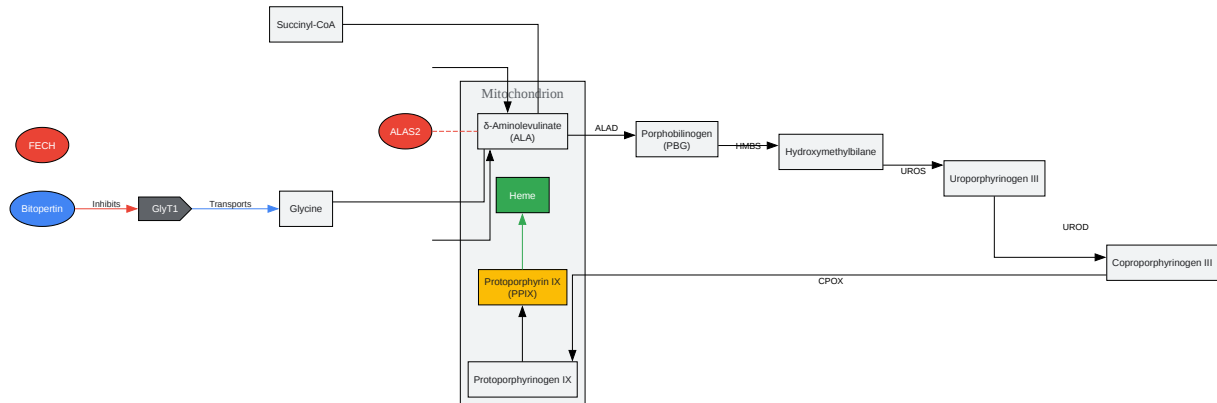 Succinyl-CoA
Mitochondrion
δ-Aminolevulinate
(ALA)
ALAS2
ALAD
Porphobilinogen
(PBG)
HMBS
Hydroxymethylbilane
UROS
Uroporphyrinogen III
UROD
Coproporphyrinogen III
CPOX
FECH
Bitopertin
Inhibits
GlyT1
Transports
Glycine
Heme
Protoporphyrin IX
(PPIX)
Protoporphyrinogen IX